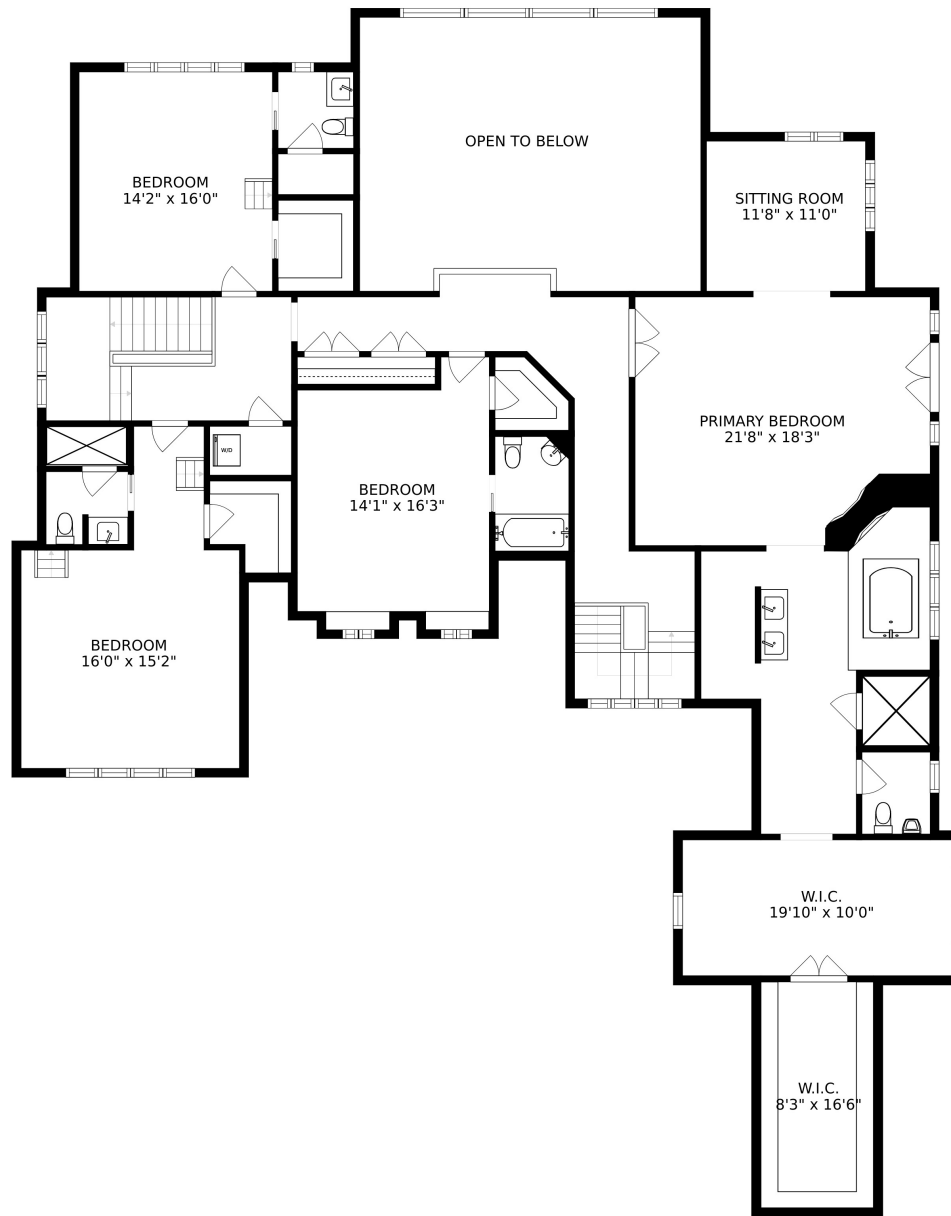 OPEN TO BELOW
BEDROOM
14'2" x 16'0"
SITTING ROOM
11'8" x 11'0"
PRIMARY BEDROOM
21'8" x 18'3"
W/D
BEDROOM
14'1" x 16'3"
BEDROOM
16'0" x 15'2"
W.I.C.
19'10" x 10'0"
W.I.C.
8'3" x 16'6"